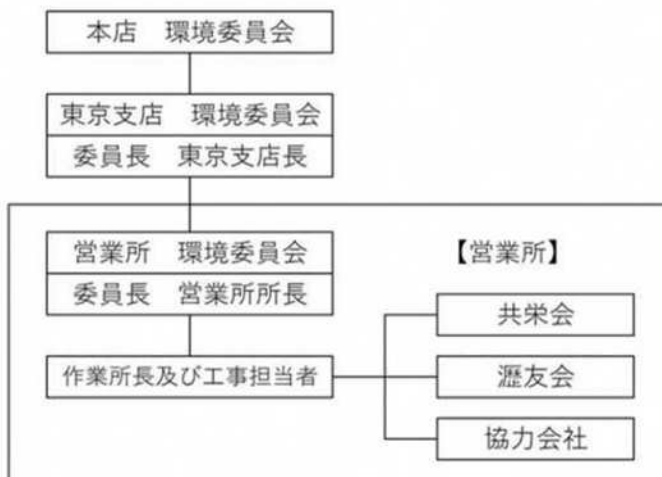 本店　環境委員会
東京支店　環境委員会
委員長　東京支店長
営業所　環境委員会
委員長　営業所所長
【営業所】
作業所長及び工事担当者
共栄会
瀝友会
協力会社